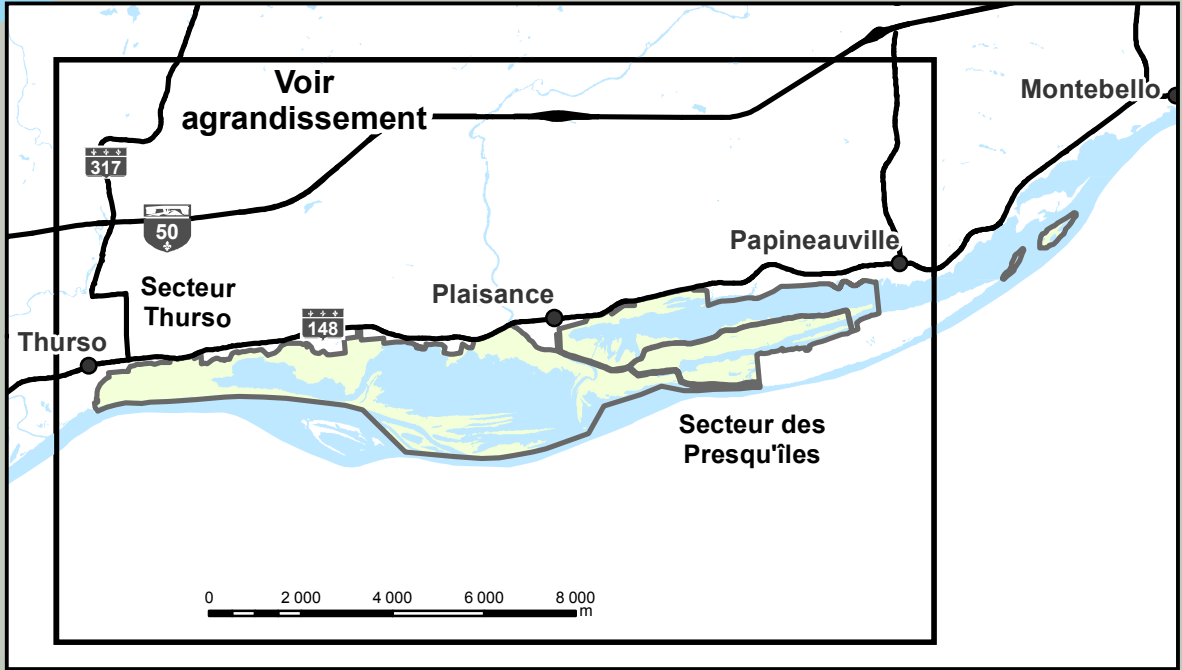 Voir
agrandissement
Montebello
317
50
Papineauville
Secteur
Thurso
Plaisance
148
Thurso
Secteur des
Presqu'îles
0 2 000 4 000 6 000 8 000
m